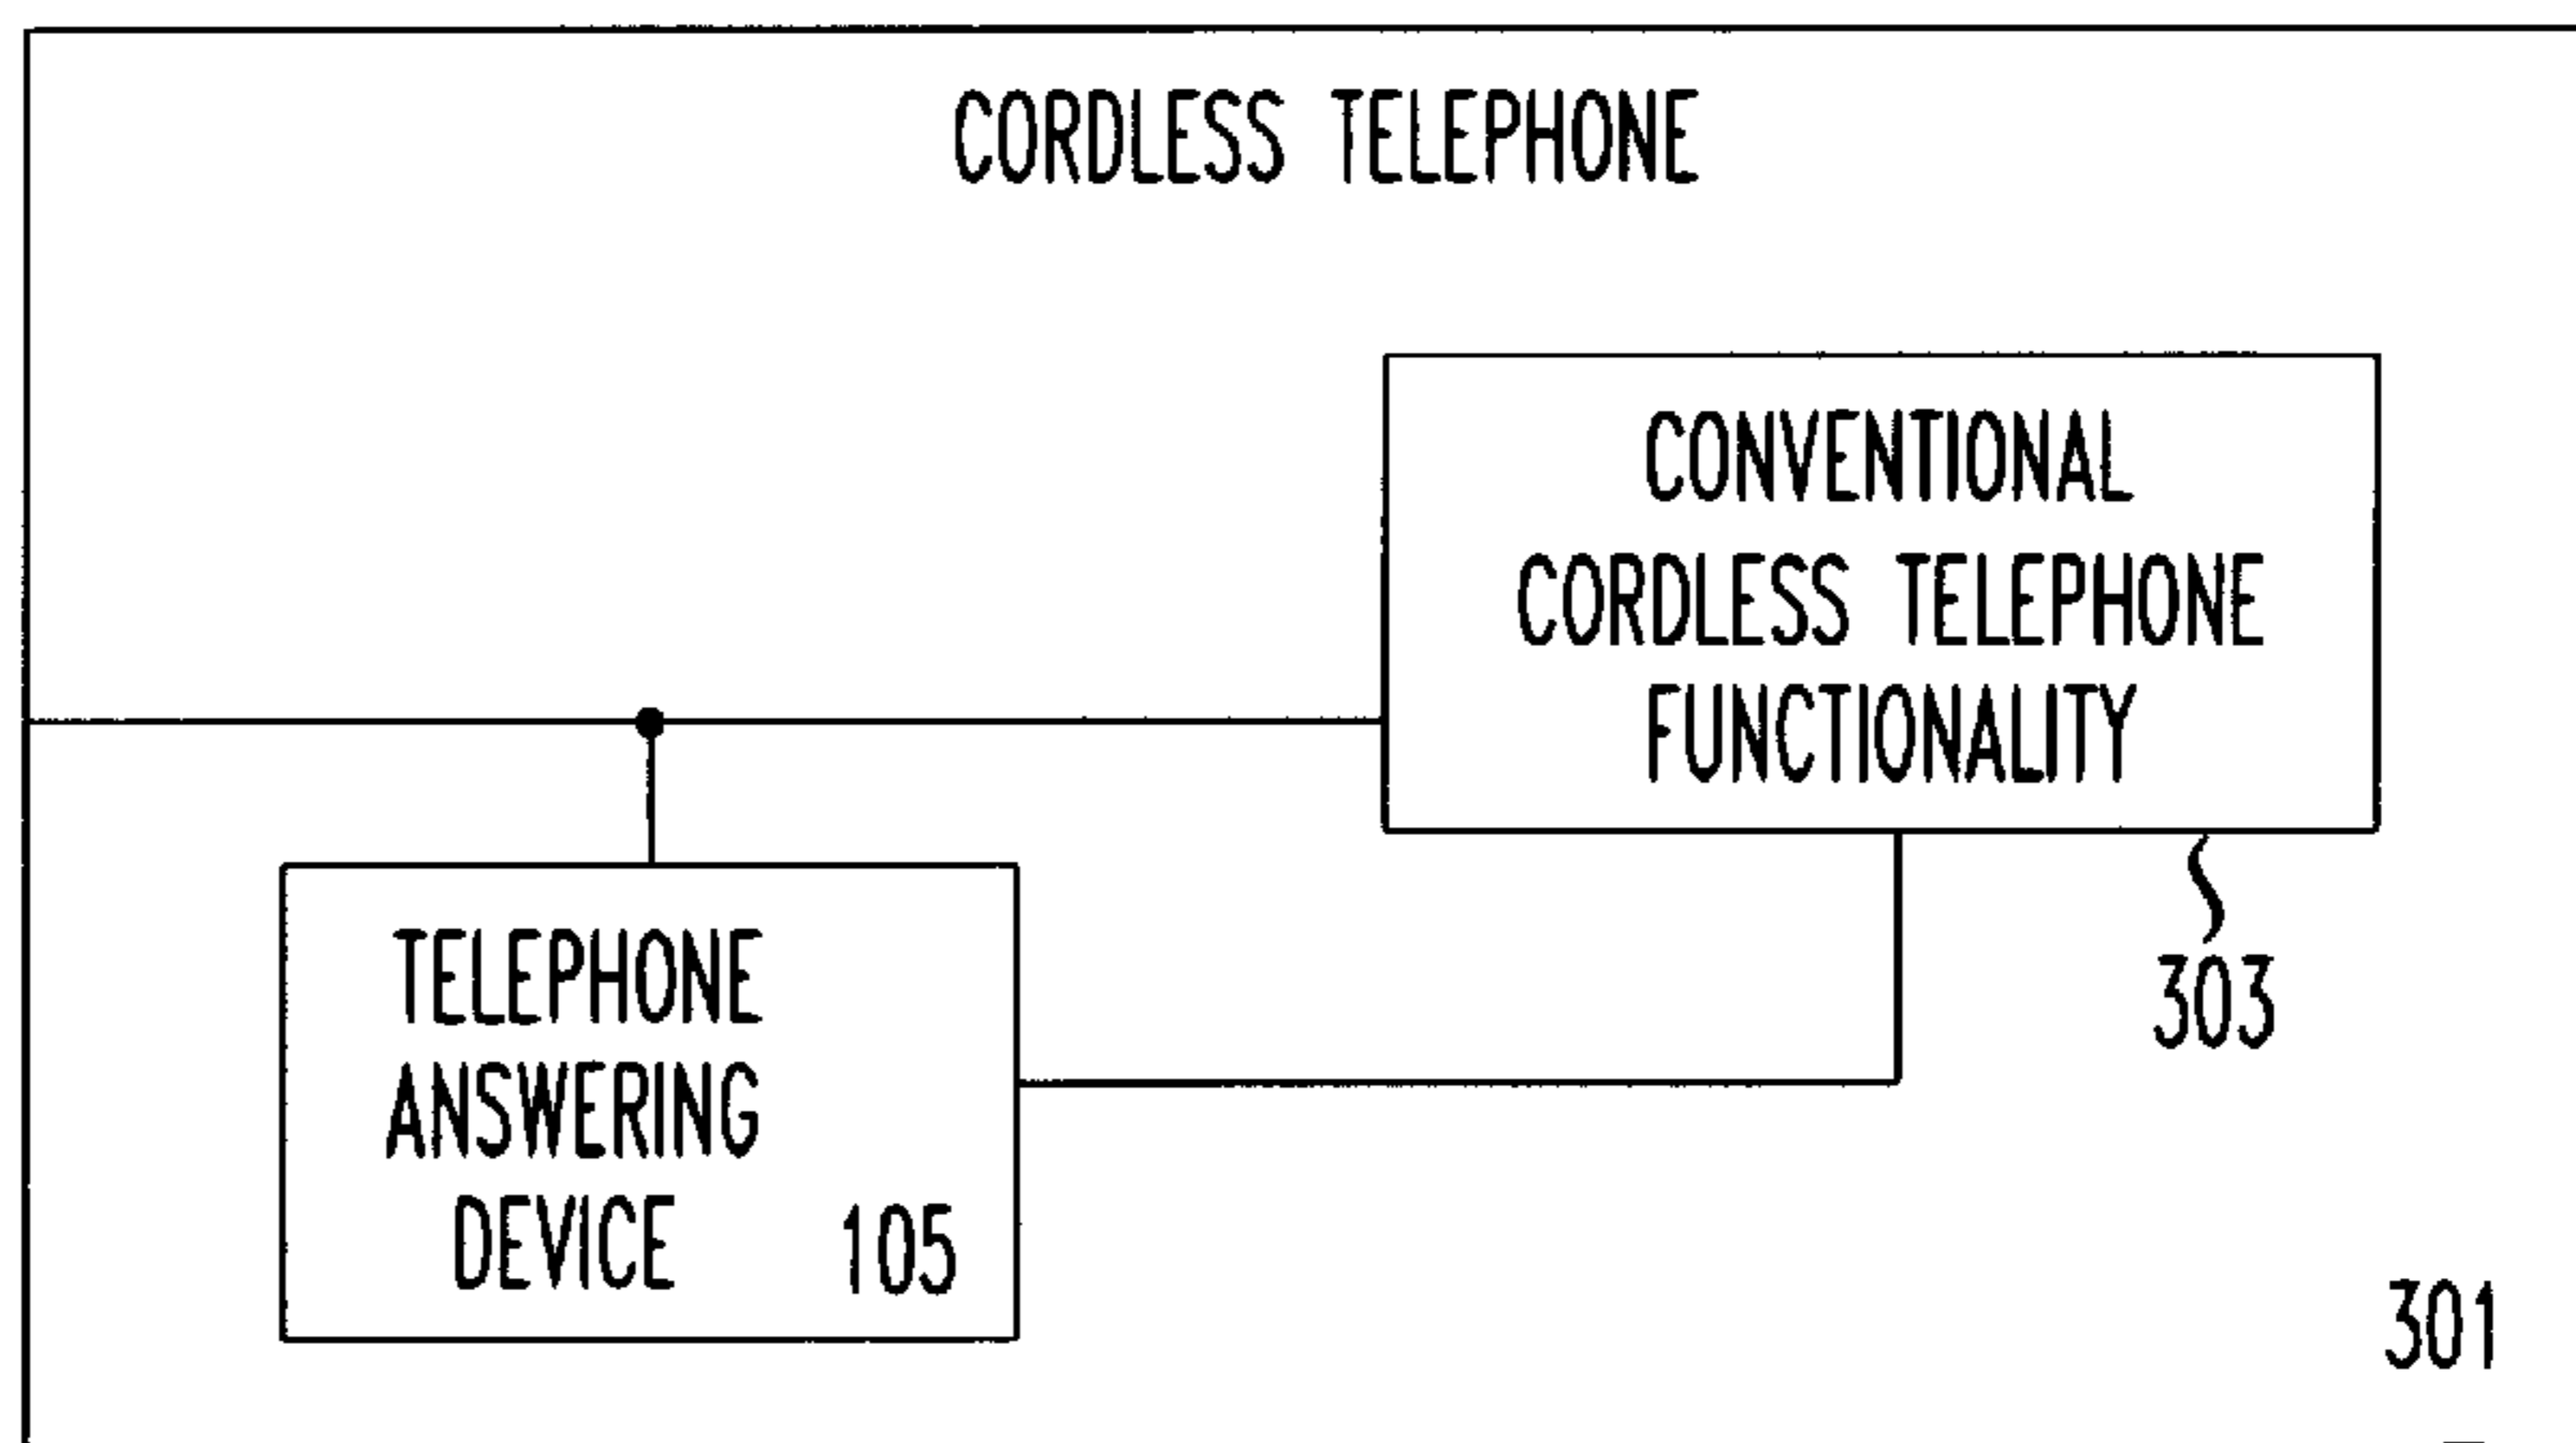 CORDLESS TELEPHONE
CONVENTIONAL
CORDLESS TELEPHONE
FUNCTIONALITY
303
TELEPHONE
ANSWERING
DEVICE 105
301